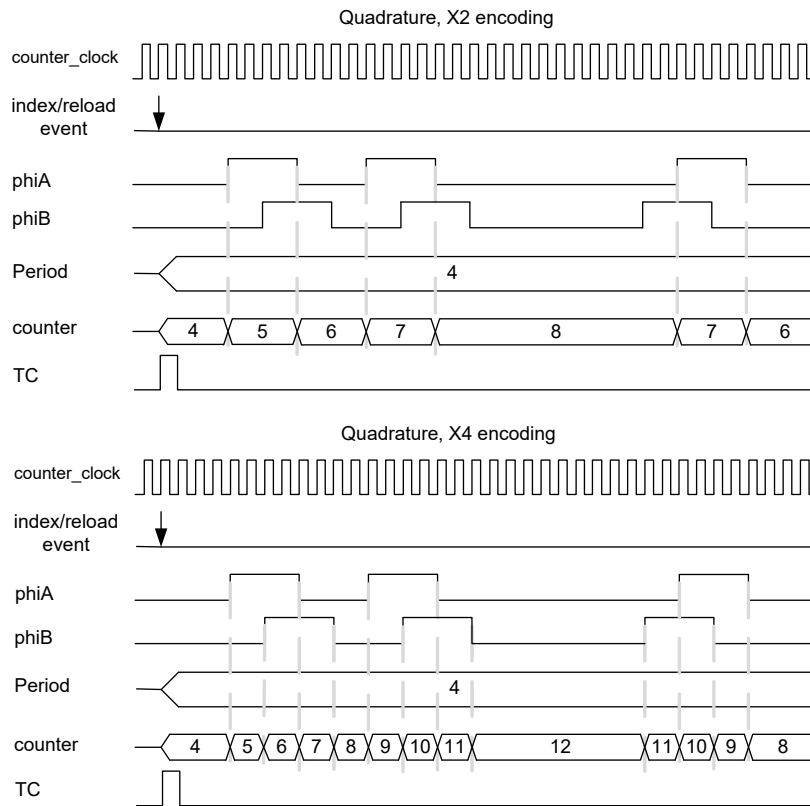 Quadrature, X2 encoding
counter_clock
index/reload
event
phiA
phiB
Period
4
counter
4 5 6 7 8 7 6
TC
Quadrature, X4 encoding
counter_clock
index/reload
event
phiA
phiB
Period
4
counter
4 5 6 7 8 9 10 11 12 11 10 9 8
TC